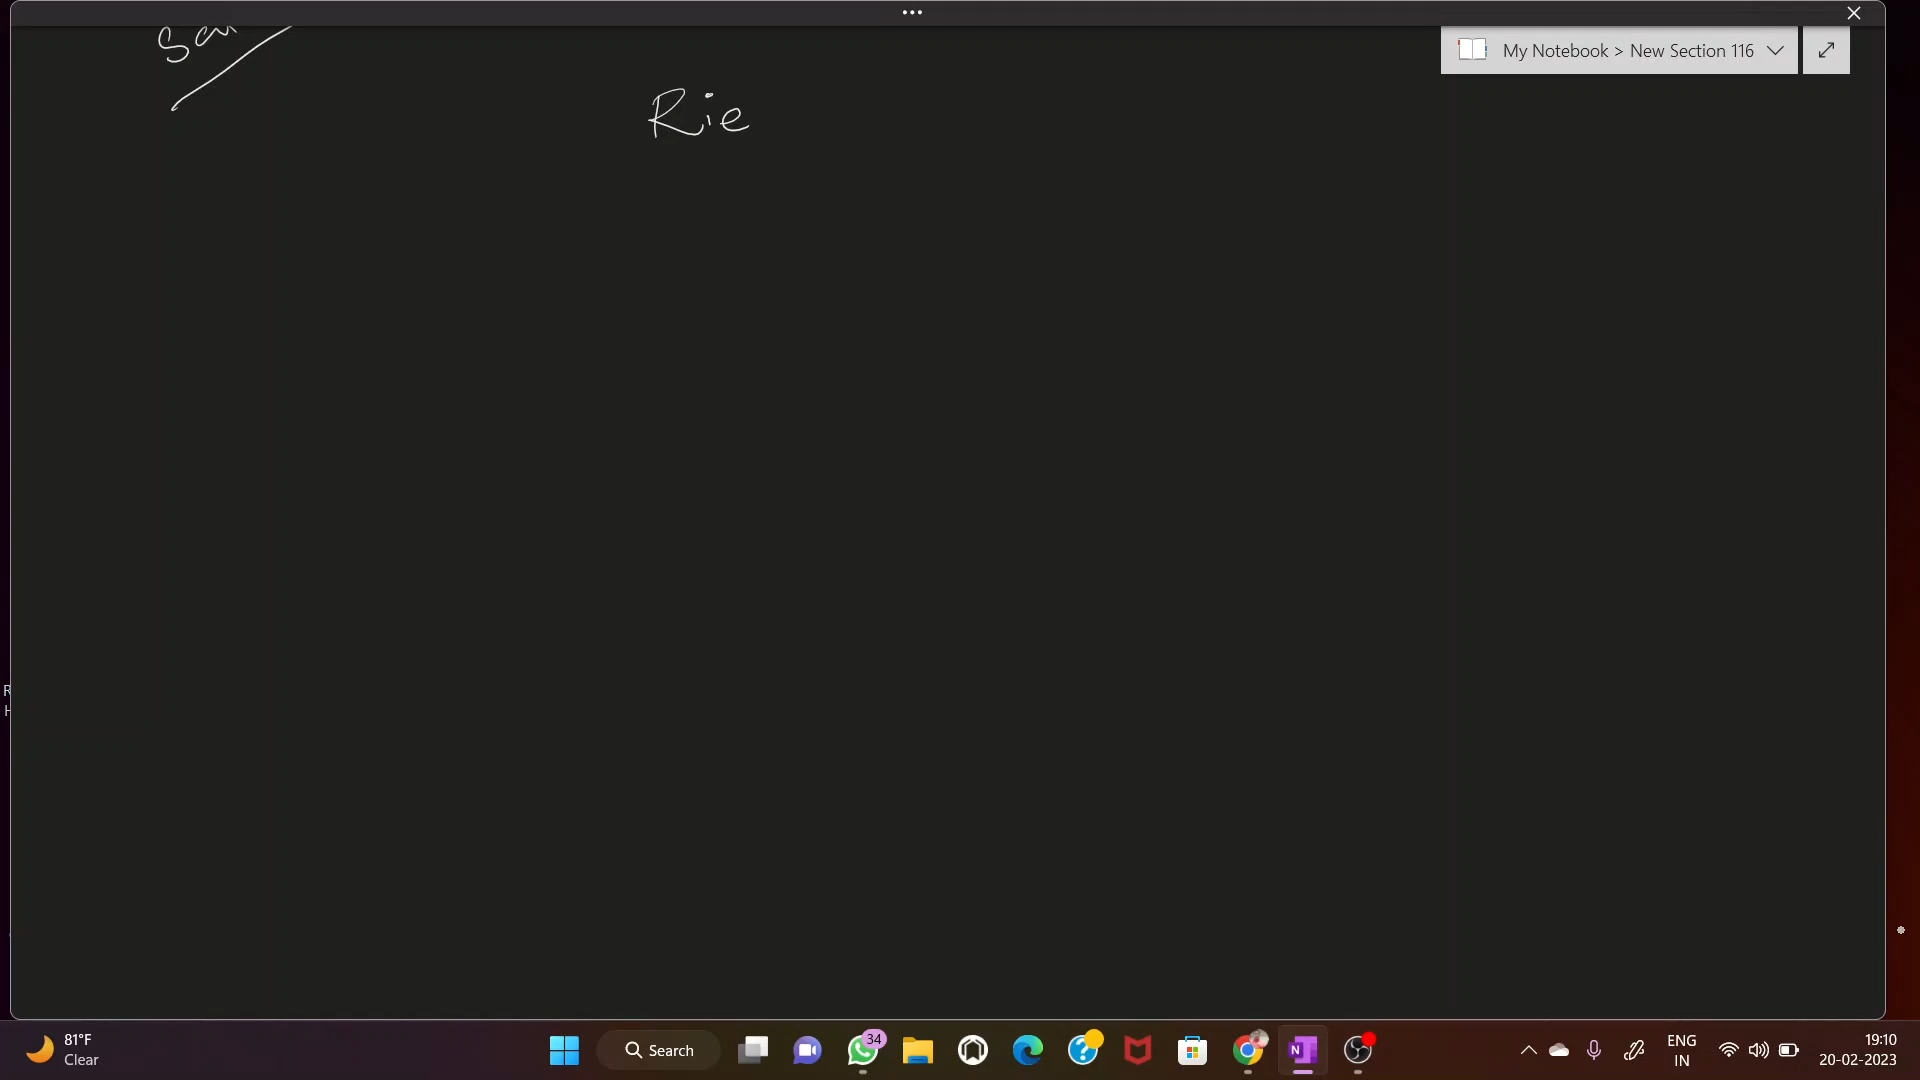 My Notebook > New Section 116
Rie
34
81°F
Clear
Search
ENG
IN
19:10
20-02-2023